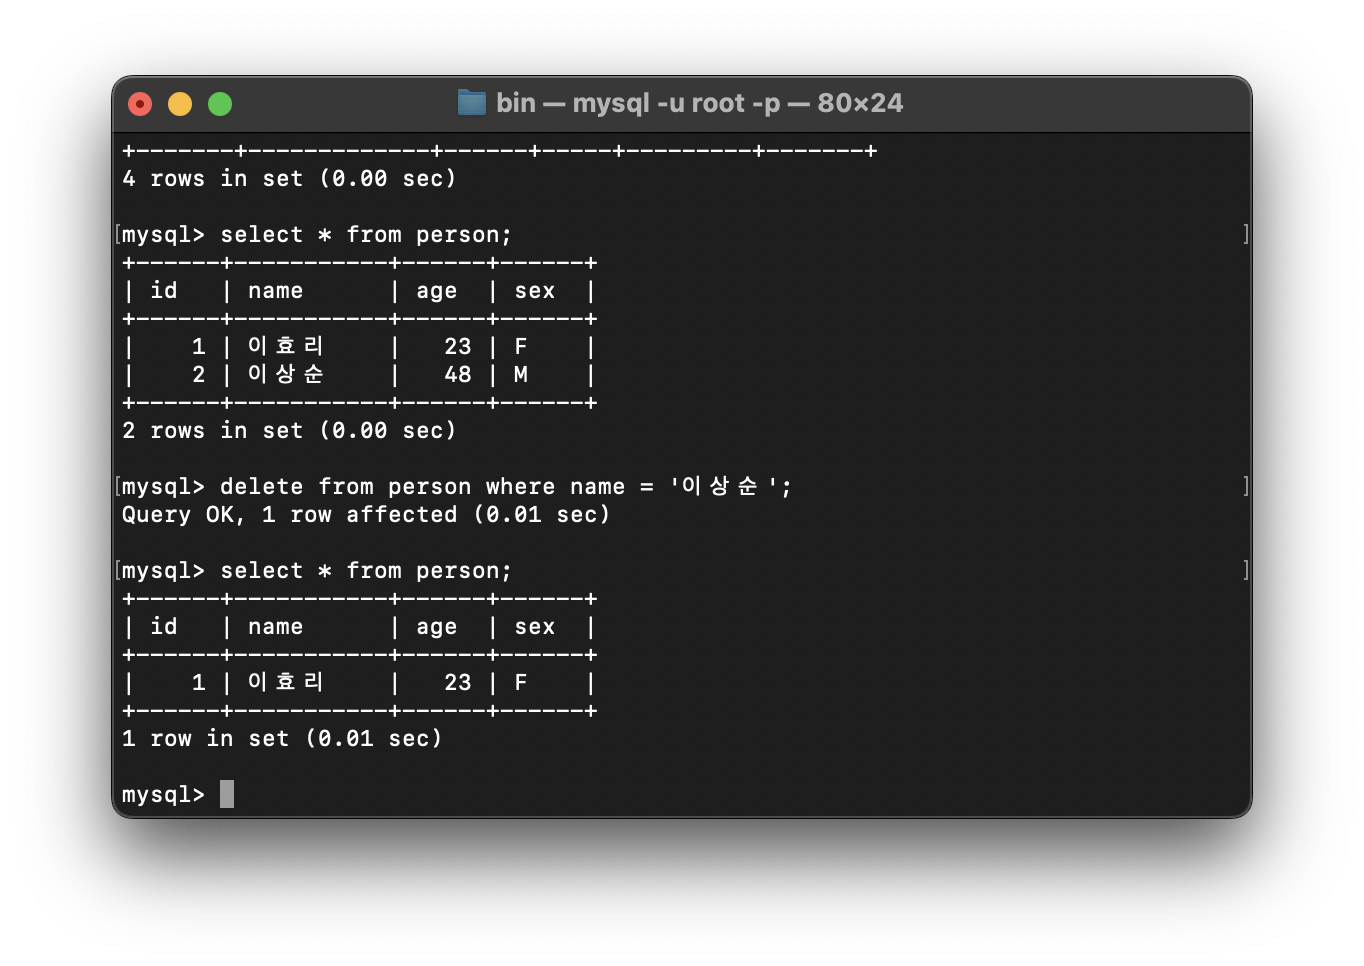 bin — mysql -u root -p — 80×24
+-------+-------------+------+-----+---------+-------+
4 rows in set (0.00 sec)
[mysql> select * from person; ]
+------+-----------+------+------+
| id   | name      | age  | sex  |
+------+-----------+------+------+
|    1 | 이효리    |   23 | F    |
|    2 | 이상순    |   48 | M    |
+------+-----------+------+------+
2 rows in set (0.00 sec)
[mysql> delete from person where name = '이상순'; ]
Query OK, 1 row affected (0.01 sec)
[mysql> select * from person; ]
+------+-----------+------+------+
| id   | name      | age  | sex  |
+------+-----------+------+------+
|    1 | 이효리    |   23 | F    |
+------+-----------+------+------+
1 row in set (0.01 sec)
mysql>